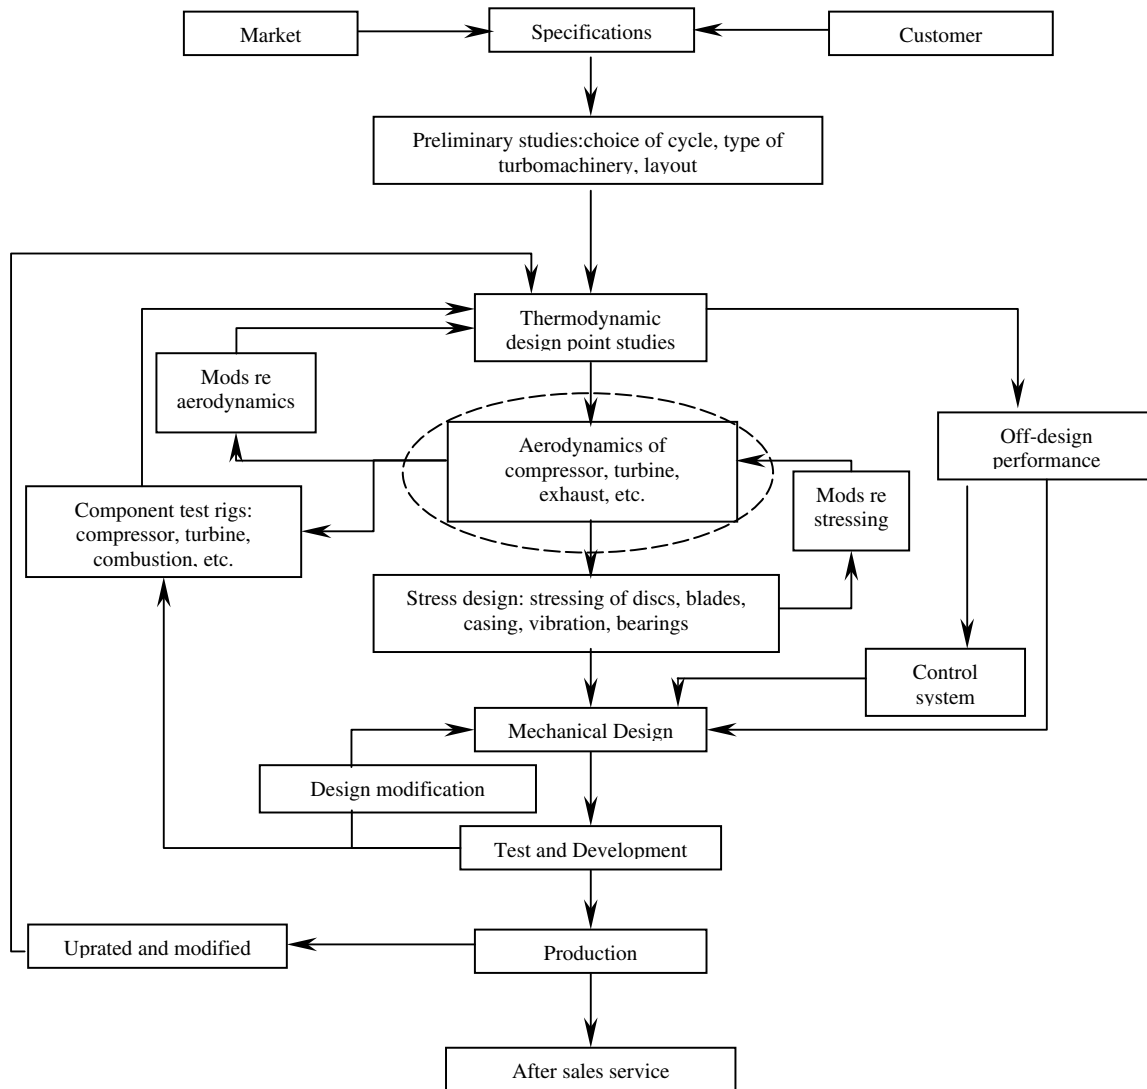 Market
Specifications
Customer
Preliminary studies:choice of cycle, type of
turbomachinery, layout
Thermodynamic
design point studies
Mods re
aerodynamics
Aerodynamics of
compressor, turbine,
exhaust, etc.
Off-design
performance
Mods re
stressing
Component test rigs:
compressor, turbine,
combustion, etc.
Stress design: stressing of discs, blades,
casing, vibration, bearings
Control
system
Mechanical Design
Design modification
Test and Development
Uprated and modified
Production
After sales service